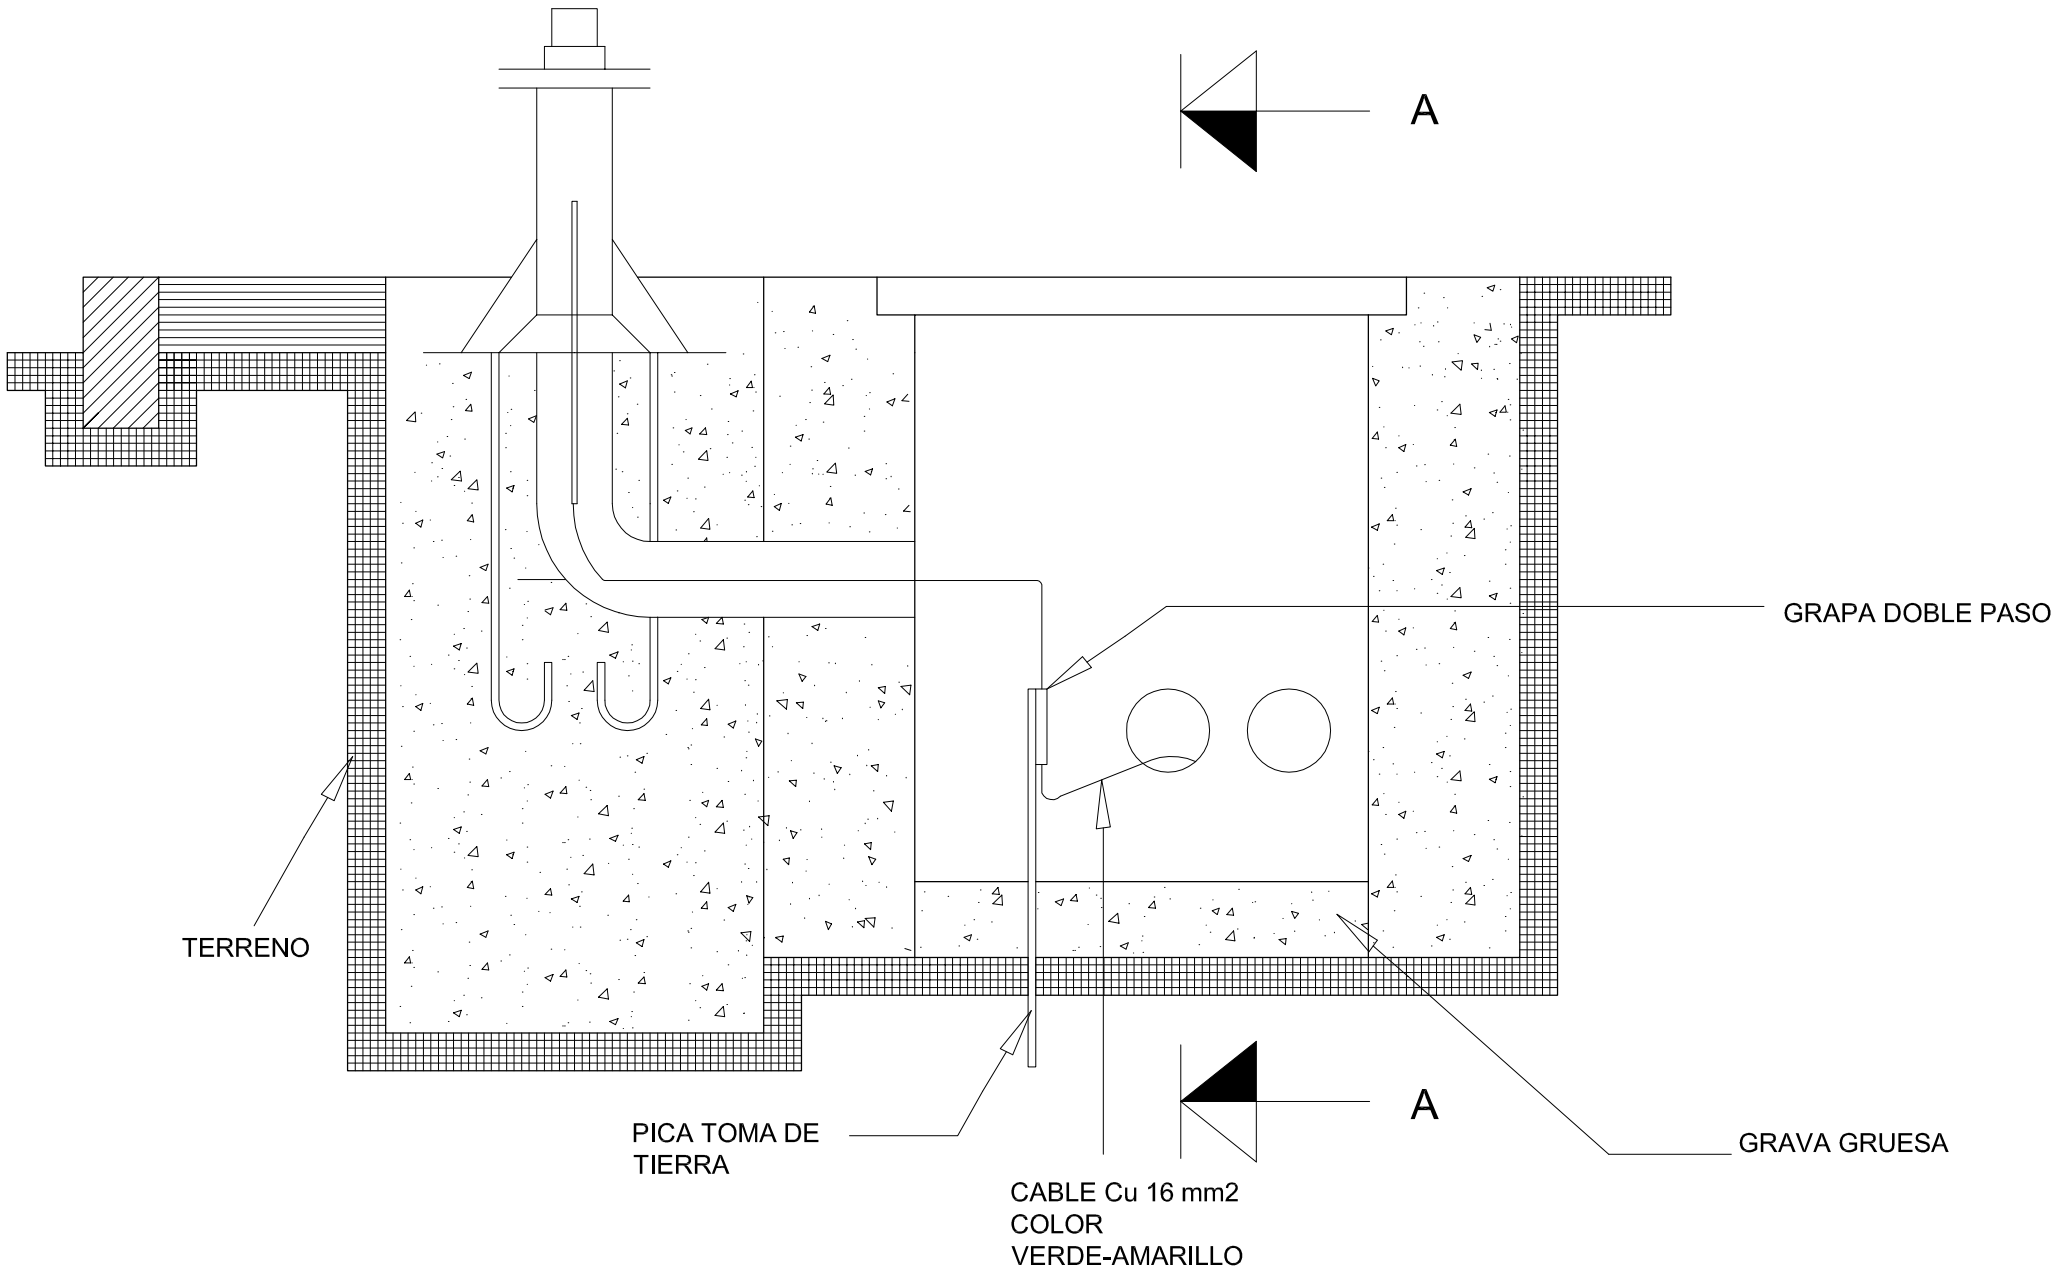 A
GRAPA DOBLE PASO
TERRENO
PICA TOMA DE
TIERRA
A
GRAVA GRUESA
CABLE Cu 16 mm2
COLOR
VERDE-AMARILLO